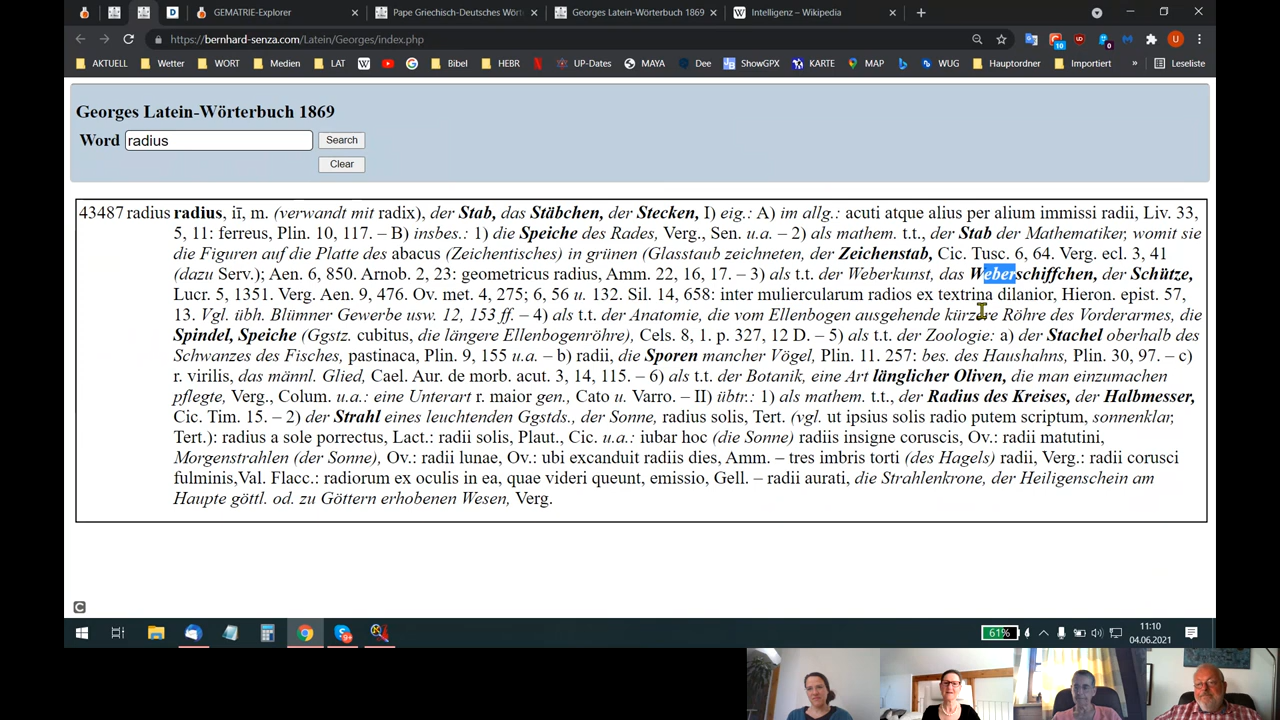 GEMATRIE-Explorer
Pape Griechisch-Deutsches Wört
Georges Latein-Wörterbuch 1869
Intelligenz – Wikipedia
https://bernhard-senza.com/Latein/Georges/index.php
AKTUELL Wetter WORT Medien LAT Bibel HEBR UP-Dates MAYA Dee ShowGPX KARTE MAP WUG Hauptordner Importiert » Leseliste
Georges Latein-Wörterbuch 1869
Word radius Search
Clear
43487 radius radius, iī, m. (verwandt mit radix), der Stab, das Stäbchen, der Stecken, I) eig.: A) im allg.: acuti atque alius per alium immissi radii, Liv. 33,
5, 11: ferreus, Plin. 10, 117. – B) insbes.: 1) die Speiche des Rades, Verg., Sen. u.a. – 2) als mathem. t.t., der Stab der Mathematiker, womit sie
die Figuren auf die Platte des abacus (Zeichentisches) in grünen (Glasstaub zeichneten, der Zeichenstab, Cic. Tusc. 6, 64. Verg. ecl. 3, 41
(dazu Serv.); Aen. 6, 850. Arnob. 2, 23: geometricus radius, Amm. 22, 16, 17. – 3) als t.t. der Weberkunst, das Weberschiffchen, der Schütze,
Lucr. 5, 1351. Verg. Aen. 9, 476. Ov. met. 4, 275; 6, 56 u. 132. Sil. 14, 658: inter muliercularum radios ex textrina dilanior, Hieron. epist. 57,
13. Vgl. übh. Blümner Gewerbe usw. 12, 153 ff. – 4) als t.t. der Anatomie, die vom Ellenbogen ausgehende kürzere Röhre des Vorderarmes, die
Spindel, Speiche (Ggstz. cubitus, die längere Ellenbogenröhre), Cels. 8, 1. p. 327, 12 D. – 5) als t.t. der Zoologie: a) der Stachel oberhalb des
Schwanzes des Fisches, pastinaca, Plin. 9, 155 u.a. – b) radii, die Sporen mancher Vögel, Plin. 11. 257: bes. des Haushahns, Plin. 30, 97. – c)
r. virilis, das männl. Glied, Cael. Aur. de morb. acut. 3, 14, 115. – 6) als t.t. der Botanik, eine Art länglicher Oliven, die man einzumachen
pflegte, Verg., Colum. u.a.: eine Unterart r. maior gen., Cato u. Varro. – II) übtr.: 1) als mathem. t.t., der Radius des Kreises, der Halbmesser,
Cic. Tim. 15. – 2) der Strahl eines leuchtenden Ggstds., der Sonne, radius solis, Tert. (vgl. ut ipsius solis radio putem scriptum, sonnenklar,
Tert.): radius a sole porrectus, Lact.: radii solis, Plaut., Cic. u.a.: iubar hoc (die Sonne) radiis insigne coruscis, Ov.: radii matutini,
Morgenstrahlen (der Sonne), Ov.: radii lunae, Ov.: ubi excanduit radiis dies, Amm. – tres imbris torti (des Hagels) radii, Verg.: radii corusci
fulminis,Val. Flacc.: radiorum ex oculis in ea, quae videri queunt, emissio, Gell. – radii aurati, die Strahlenkrone, der Heiligenschein am
Haupte göttl. od. zu Göttern erhobenen Wesen, Verg.
61%
11:10
04.06.2021